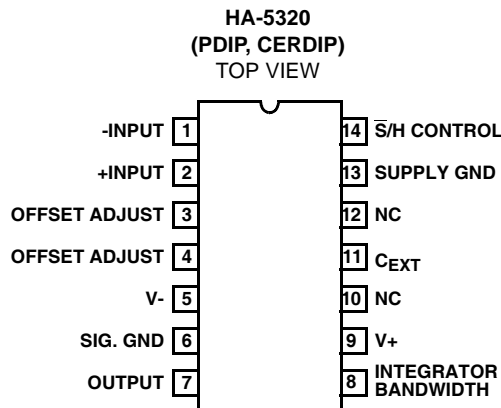 HA-5320
(PDIP, CERDIP)
TOP VIEW
-INPUT 1
14 S̅/H CONTROL
+INPUT 2
13 SUPPLY GND
OFFSET ADJUST 3
12 NC
OFFSET ADJUST 4
11 CEXT
V- 5
10 NC
SIG. GND 6
9 V+
OUTPUT 7
8 INTEGRATOR
BANDWIDTH